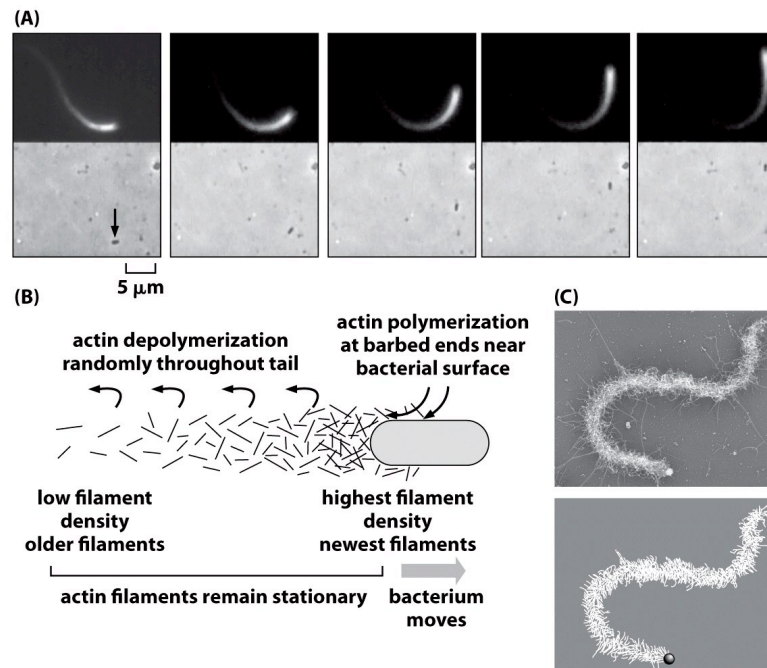 (A)
5 μm
(B)
actin depolymerization
randomly throughout tail
actin polymerization
at barbed ends near
bacterial surface
low filament
density
older filaments
highest filament
density
newest filaments
actin filaments remain stationary
bacterium
moves
(C)